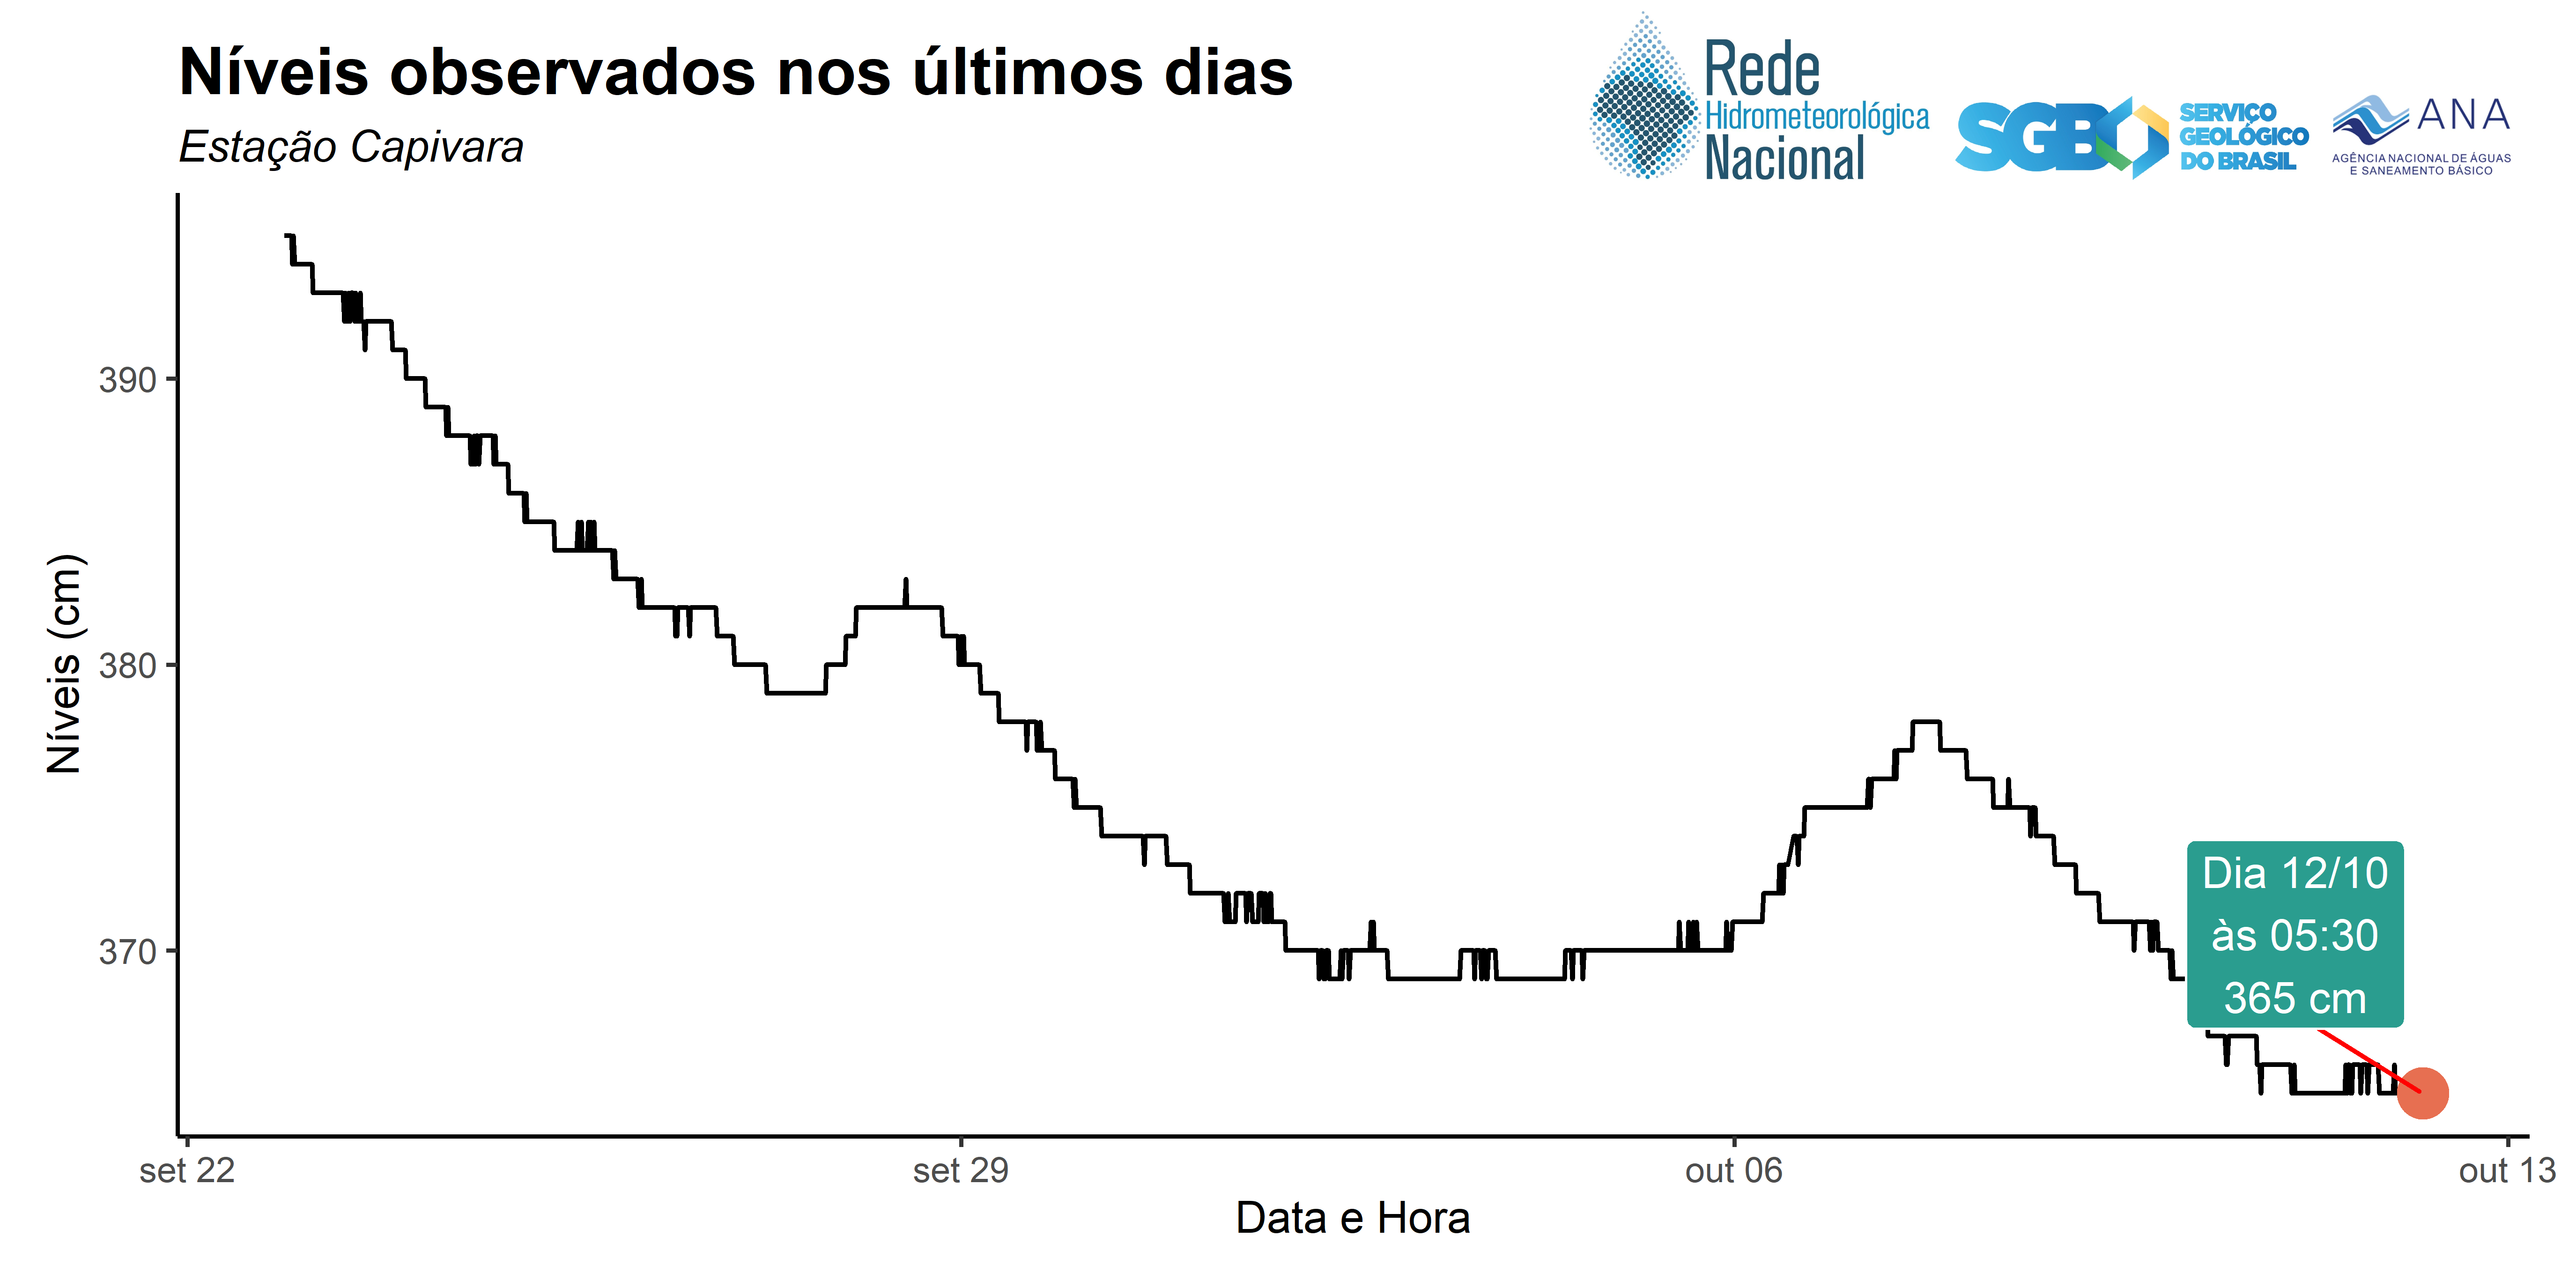 Níveis observados nos últimos dias
Estação Capivara
Rede
Hidrometeorológica
Nacional
SGB
SERVIÇO
GEOLÓGICO
DO BRASIL
ANA
AGÊNCIA NACIONAL DE ÁGUAS
E SANEAMENTO BÁSICO
Níveis (cm)
390
380
370
Dia 12/10
às 05:30
365 cm
set 22
set 29
out 06
out 13
Data e Hora